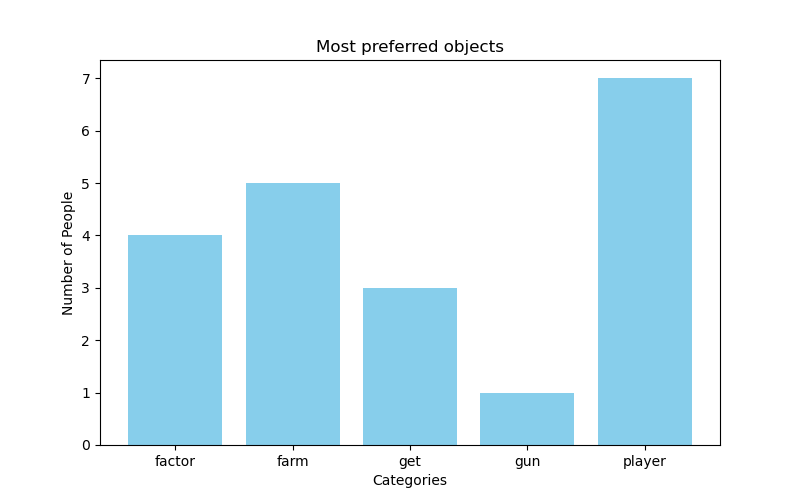 Most preferred objects
Number of People
7
6
5
4
3
2
1
0
factor farm get gun player
Categories